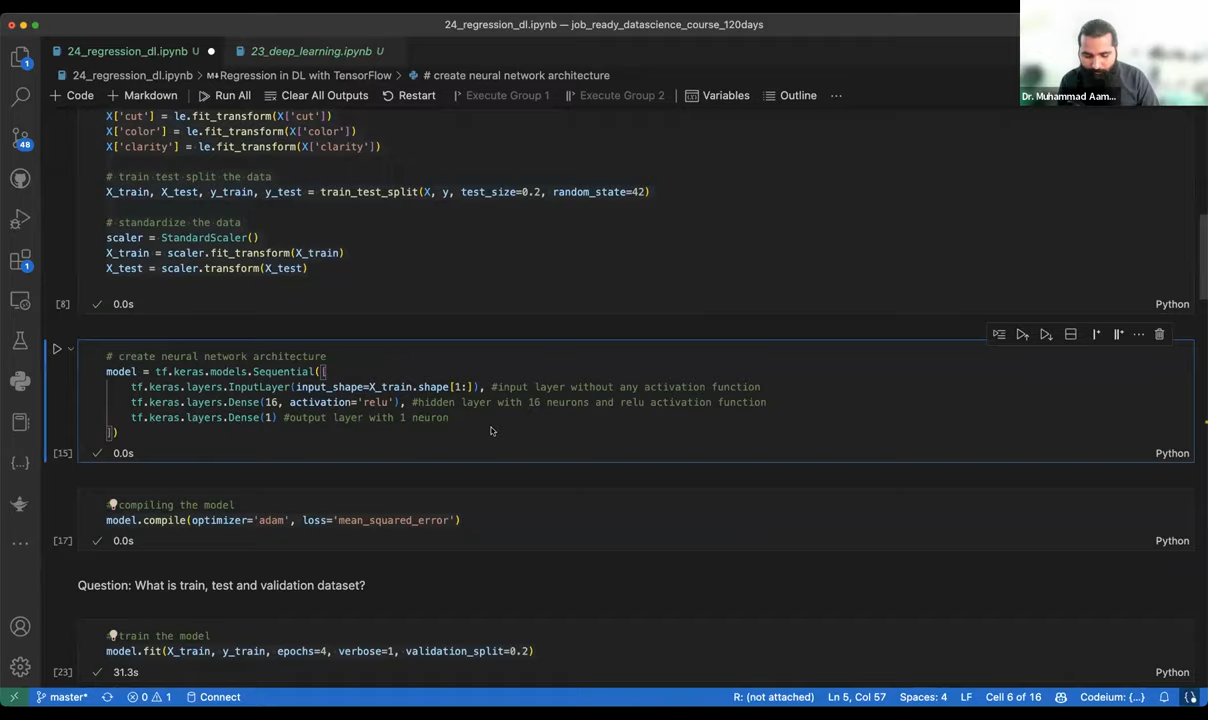 24_regression_dl.ipynb — job_ready_datascience_course_120days
24_regression_dl.ipynb U 23_deep_learning.ipynb U
24_regression_dl.ipynb > M↓Regression in DL with TensorFlow > # create neural network architecture
+ Code + Markdown Run All Clear All Outputs Restart Execute Group 1 Execute Group 2 Variables Outline ...
Dr. Muhammad Aam...
X['cut'] = le.fit_transform(X['cut'])
X['color'] = le.fit_transform(X['color'])
X['clarity'] = le.fit_transform(X['clarity'])
# train test split the data
X_train, X_test, y_train, y_test = train_test_split(X, y, test_size=0.2, random_state=42)
# standardize the data
scaler = StandardScaler()
X_train = scaler.fit_transform(X_train)
X_test = scaler.transform(X_test)
[8] 0.0s Python
# create neural network architecture
model = tf.keras.models.Sequential([
tf.keras.layers.InputLayer(input_shape=X_train.shape[1:]), #input layer without any activation function
tf.keras.layers.Dense(16, activation='relu'), #hidden layer with 16 neurons and relu activation function
tf.keras.layers.Dense(1) #output layer with 1 neuron
])
[15] 0.0s Python
compiling the model
model.compile(optimizer='adam', loss='mean_squared_error')
[17] 0.0s Python
Question: What is train, test and validation dataset?
train the model
model.fit(X_train, y_train, epochs=4, verbose=1, validation_split=0.2)
[23] 31.3s Python
1
48
1
master* 0 1 Connect R: (not attached) Ln 5, Col 57 Spaces: 4 LF Cell 6 of 16 Codeium: {...}